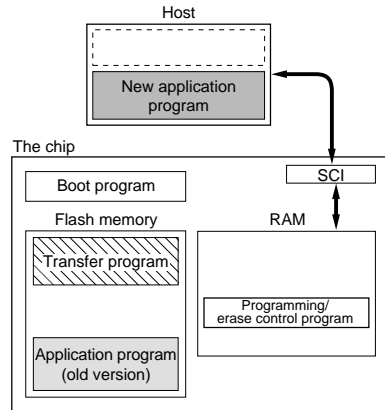 Host
New application
program
The chip
SCI
Boot program
Flash memory
RAM
Transfer program
Programming/
erase control program
Application program
(old version)